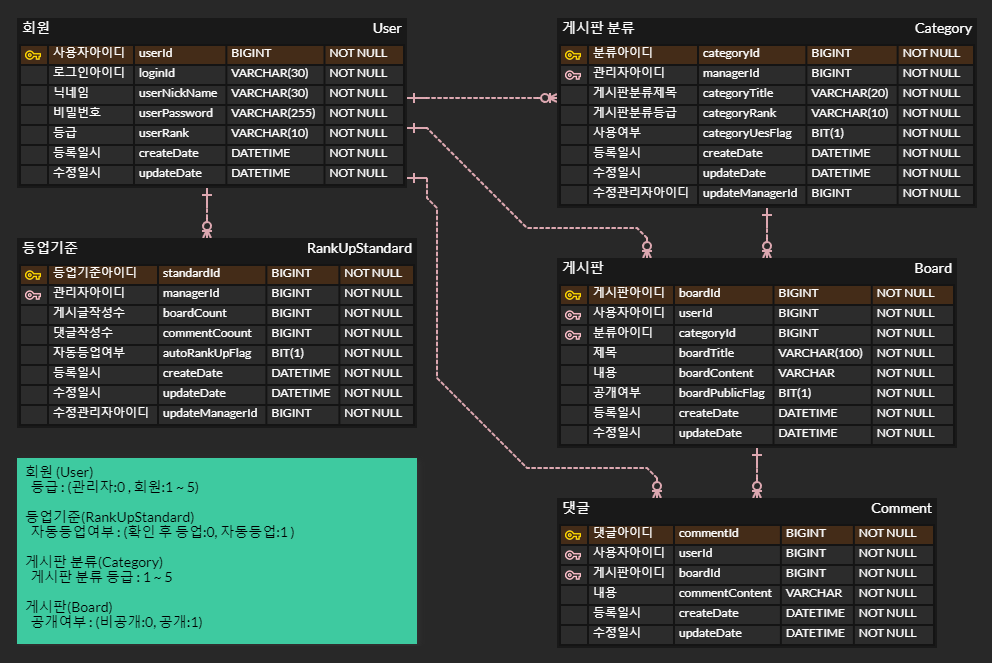 회원 User
사용자아이디 userId BIGINT NOT NULL
로그인아이디 loginId VARCHAR(30) NOT NULL
닉네임 userNickName VARCHAR(30) NOT NULL
비밀번호 userPassword VARCHAR(255) NOT NULL
등급 userRank VARCHAR(10) NOT NULL
등록일시 createDate DATETIME NOT NULL
수정일시 updateDate DATETIME NOT NULL
게시판 분류 Category
분류아이디 categoryId BIGINT NOT NULL
관리자아이디 managerId BIGINT NOT NULL
게시판분류제목 categoryTitle VARCHAR(20) NOT NULL
게시판분류등급 categoryRank VARCHAR(10) NOT NULL
사용여부 categoryUesFlag BIT(1) NOT NULL
등록일시 createDate DATETIME NOT NULL
수정일시 updateDate DATETIME NOT NULL
수정관리자아이디 updateManagerId BIGINT NOT NULL
등업기준 RankUpStandard
등업기준아이디 standardId BIGINT NOT NULL
관리자아이디 managerId BIGINT NOT NULL
게시글작성수 boardCount BIGINT NOT NULL
댓글작성수 commentCoount BIGINT NOT NULL
자동등업여부 autoRankUpFlag BIT(1) NOT NULL
등록일시 createDate DATETIME NOT NULL
수정일시 updateDate DATETIME NOT NULL
수정관리자아이디 updateManagerId BIGINT NOT NULL
게시판 Board
게시판아이디 boardId BIGINT NOT NULL
사용자아이디 userId BIGINT NOT NULL
분류아이디 categoryId BIGINT NOT NULL
제목 boardTitle VARCHAR(100) NOT NULL
내용 boardContent VARCHAR NOT NULL
공개여부 boardPublicFlag BIT(1) NOT NULL
등록일시 createDate DATETIME NOT NULL
수정일시 updateDate DATETIME NOT NULL
회원 (User)
등급 : (관리자:0 , 회원:1 ~ 5)
등업기준(RankUpStandard)
자동등업여부 : (확인 후 등업:0, 자동등업:1 )
게시판 분류(Category)
게시판 분류 등급 : 1 ~ 5
게시판(Board)
공개여부 : (비공개:0, 공개:1)
댓글 Comment
댓글아이디 commentId BIGINT NOT NULL
사용자아이디 userId BIGINT NOT NULL
게시판아이디 boardId BIGINT NOT NULL
내용 commentContent VARCHAR NOT NULL
등록일시 createDate DATETIME NOT NULL
수정일시 updateDate DATETIME NOT NULL